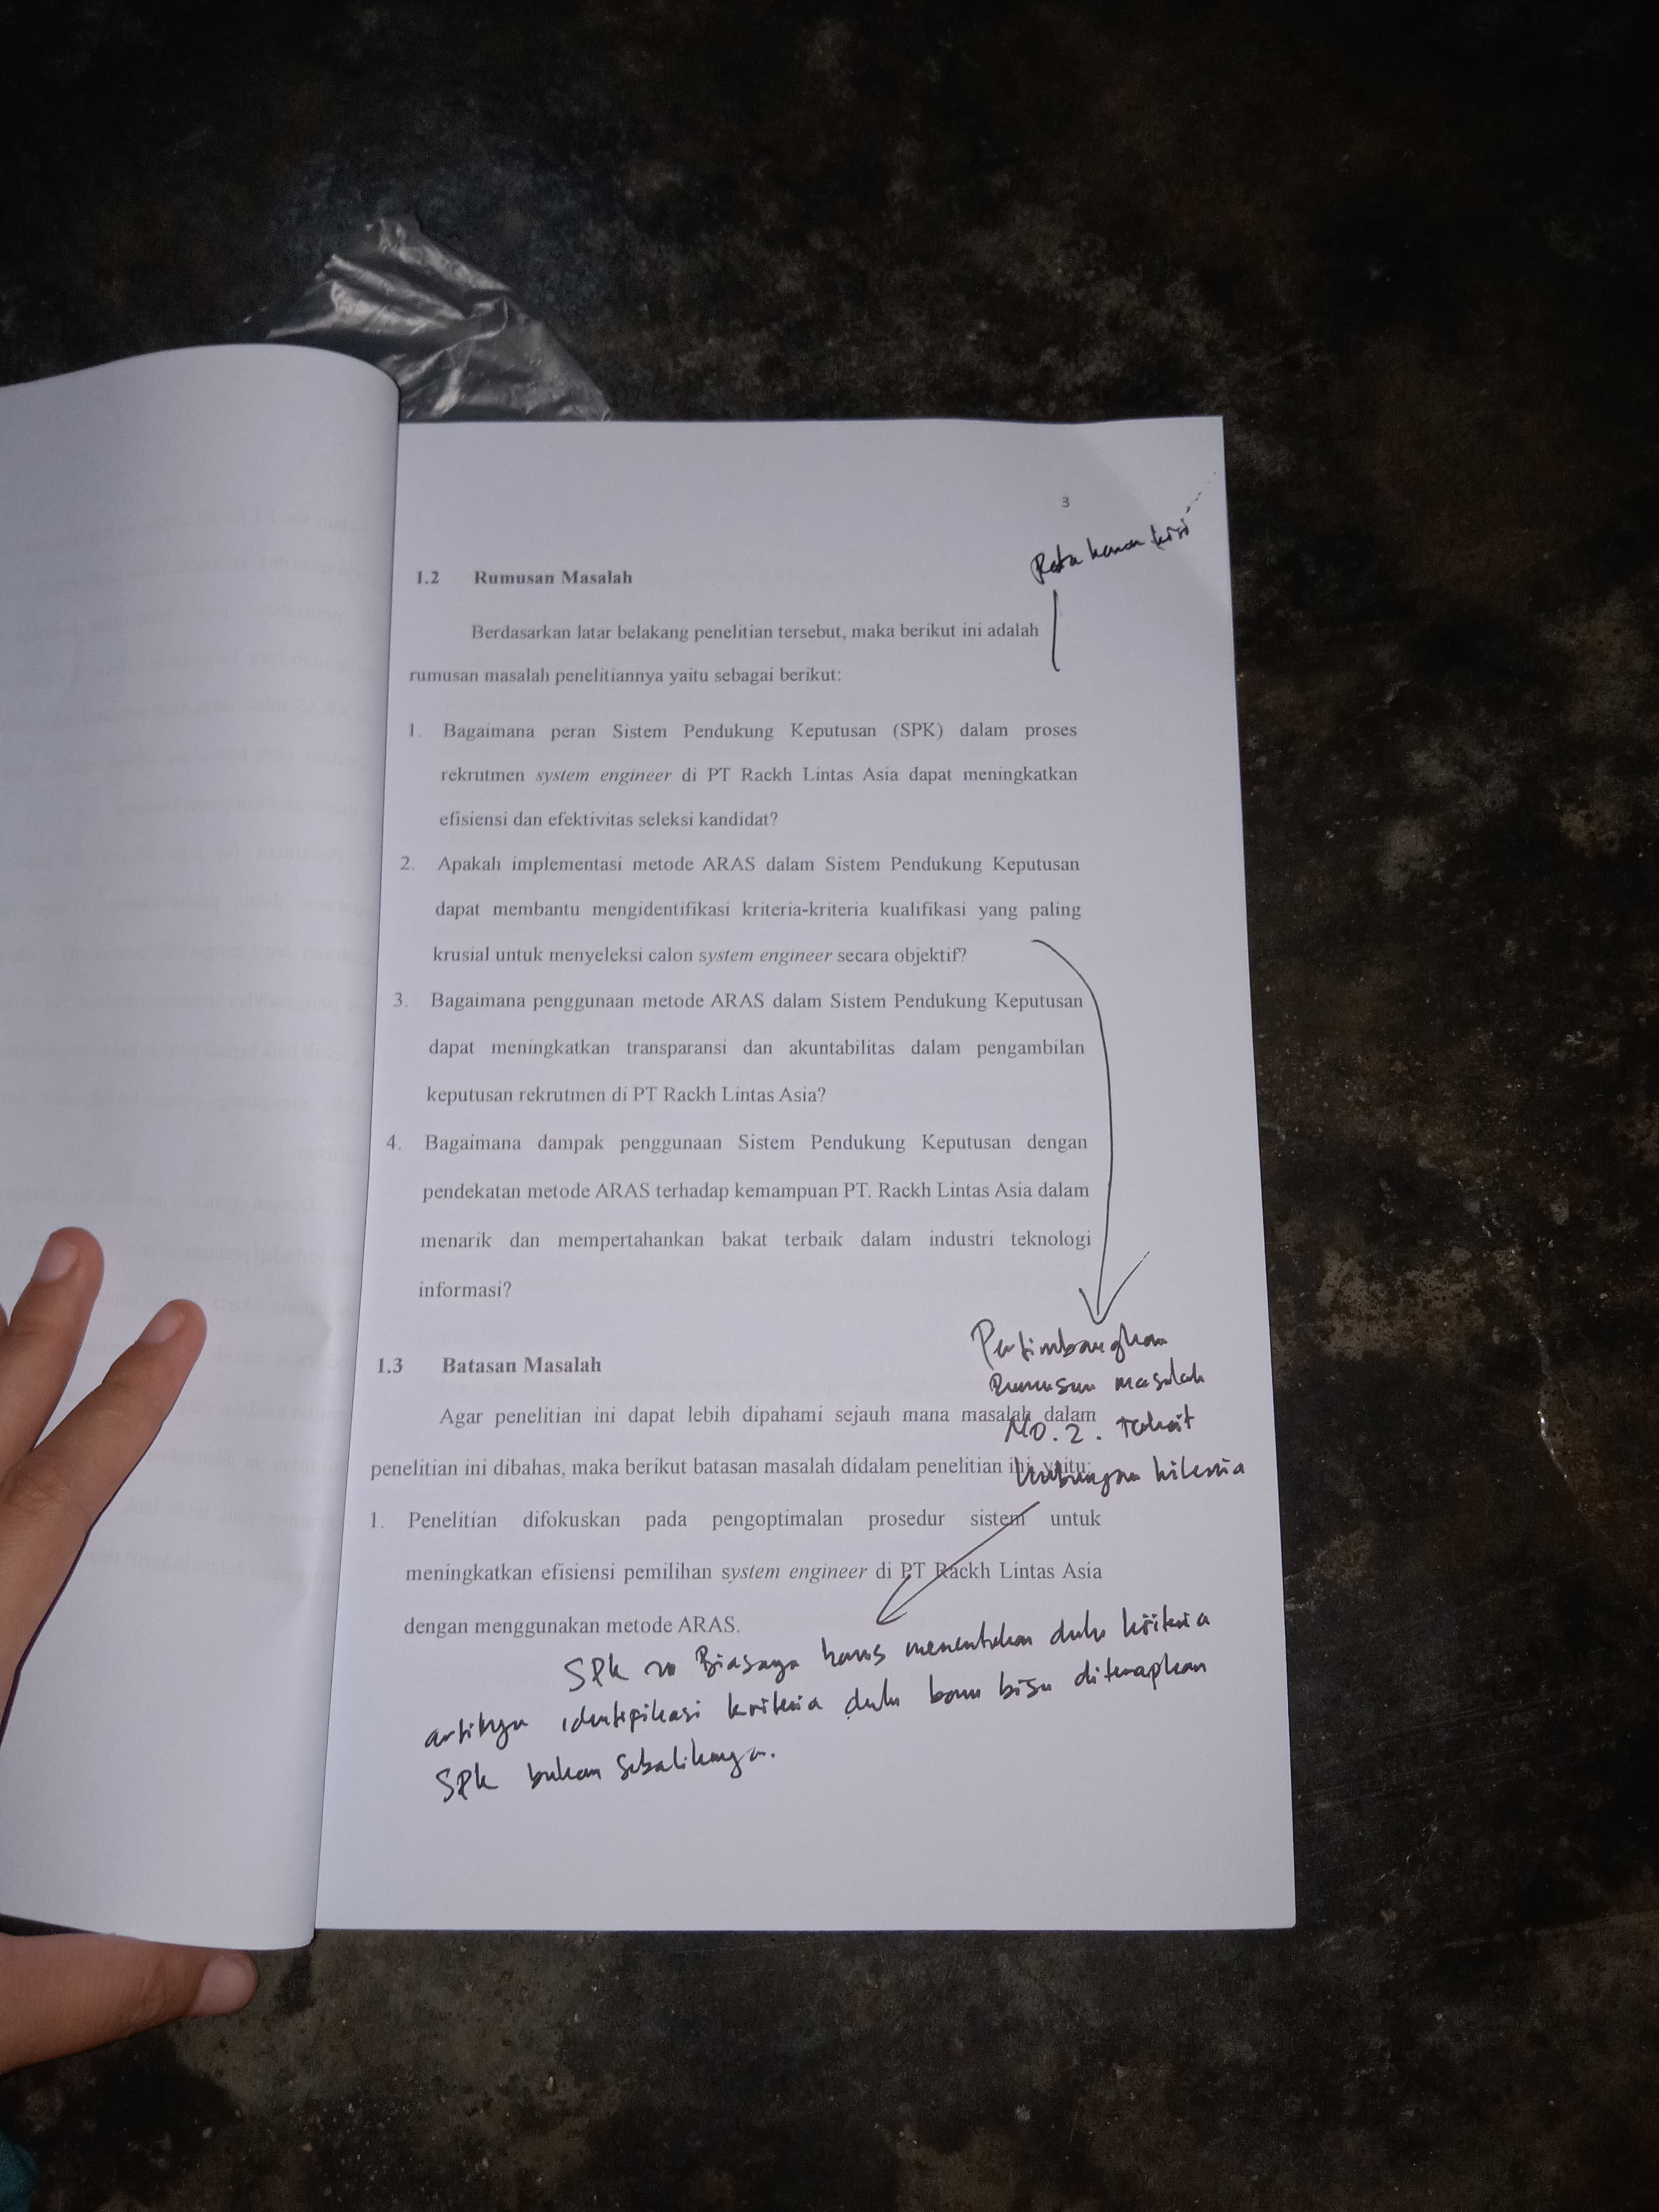 3
Rata kanan kiri
1.2 Rumusan Masalah
Berdasarkan latar belakang penelitian tersebut, maka berikut ini adalah
rumusan masalah penelitiannya yaitu sebagai berikut:
1. Bagaimana peran Sistem Pendukung Keputusan (SPK) dalam proses
rekrutmen system engineer di PT Rackh Lintas Asia dapat meningkatkan
efisiensi dan efektivitas seleksi kandidat?
2. Apakah implementasi metode ARAS dalam Sistem Pendukung Keputusan
dapat membantu mengidentifikasi kriteria-kriteria kualifikasi yang paling
krusial untuk menyeleksi calon system engineer secara objektif?
3. Bagaimana penggunaan metode ARAS dalam Sistem Pendukung Keputusan
dapat meningkatkan transparansi dan akuntabilitas dalam pengambilan
keputusan rekrutmen di PT Rackh Lintas Asia?
4. Bagaimana dampak penggunaan Sistem Pendukung Keputusan dengan
pendekatan metode ARAS terhadap kemampuan PT. Rackh Lintas Asia dalam
menarik dan mempertahankan bakat terbaik dalam industri teknologi
informasi?
1.3 Batasan Masalah
Agar penelitian ini dapat lebih dipahami sejauh mana masalah dalam
penelitian ini dibahas, maka berikut batasan masalah didalam penelitian ini, yaitu:
1. Penelitian difokuskan pada pengoptimalan prosedur sistem untuk
meningkatkan efisiensi pemilihan system engineer di PT Rackh Lintas Asia
dengan menggunakan metode ARAS.
Pertimbangkan
Rumusan masalah
No. 2. terkait
hubungan kriteria
SPK Biasaya harus menentukan dulu kriteria
artinya identifikasi kriteria dulu baru bisa diterapkan
SPK bukan sebaliknya.